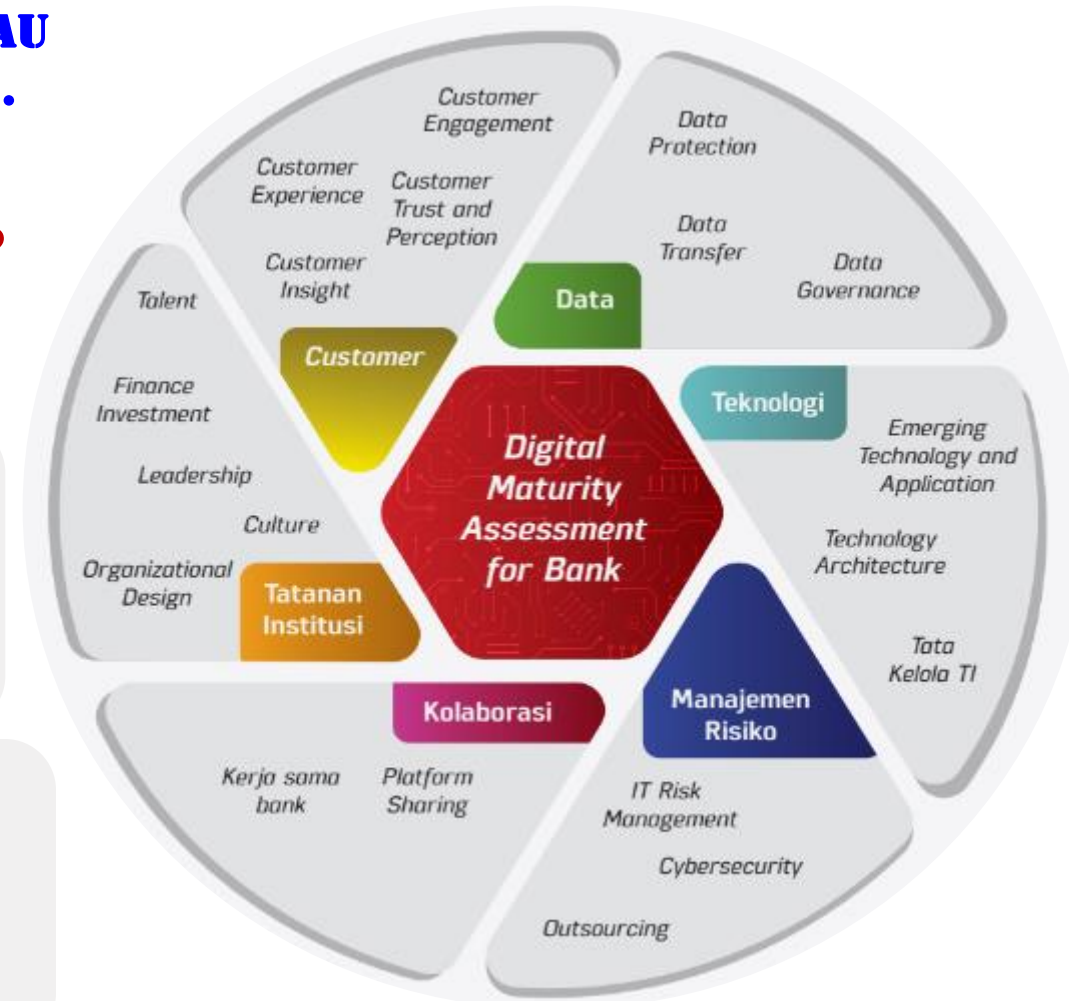 AU
.
Customer
Engagement
Customer
Experience
Customer
Trust and
Perception
Customer
Insight
Customer
Data
Protection
Data
Transfer
Data
Governance
Data
Teknologi
Emerging
Technology and
Application
Technology
Architecture
Tata
Kelola TI
Digital
Maturity
Assessment
for Bank
Talent
Finance
Investment
Leadership
Culture
Organizational
Design
Tatanan
Institusi
Kolaborasi
Kerja sama
bank
Platform
Sharing
Manajemen
Risiko
IT Risk
Management
Cybersecurity
Outsourcing